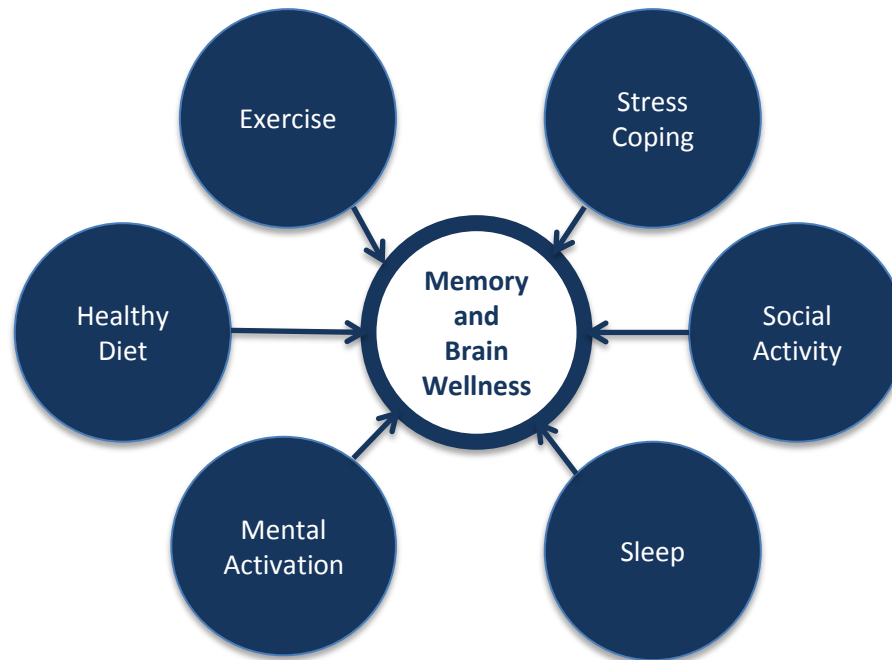 Exercise
Stress
Coping
Healthy
Diet
Memory
and
Brain
Wellness
Social
Activity
Mental
Activation
Sleep